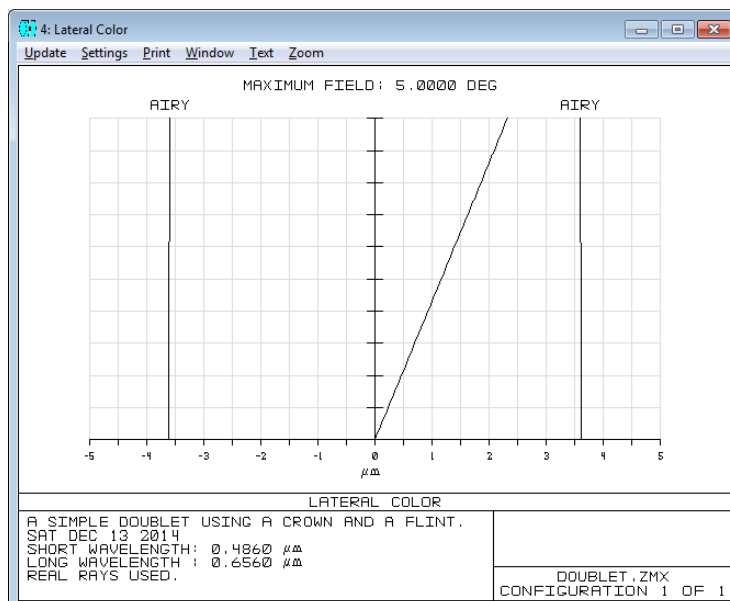 4: Lateral Color
Update Settings Print Window Text Zoom
MAXIMUM FIELD: 5.0000 DEG
AIRY AIRY
-5 -4 -3 -2 -1 0 1 2 3 4 5
µm
LATERAL COLOR
A SIMPLE DOUBLET USING A CROWN AND A FLINT.
SAT DEC 13 2014
SHORT WAVELENGTH: 0.4860 µm
LONG WAVELENGTH : 0.6560 µm
REAL RAYS USED.
DOUBLET.ZMX
CONFIGURATION 1 OF 1